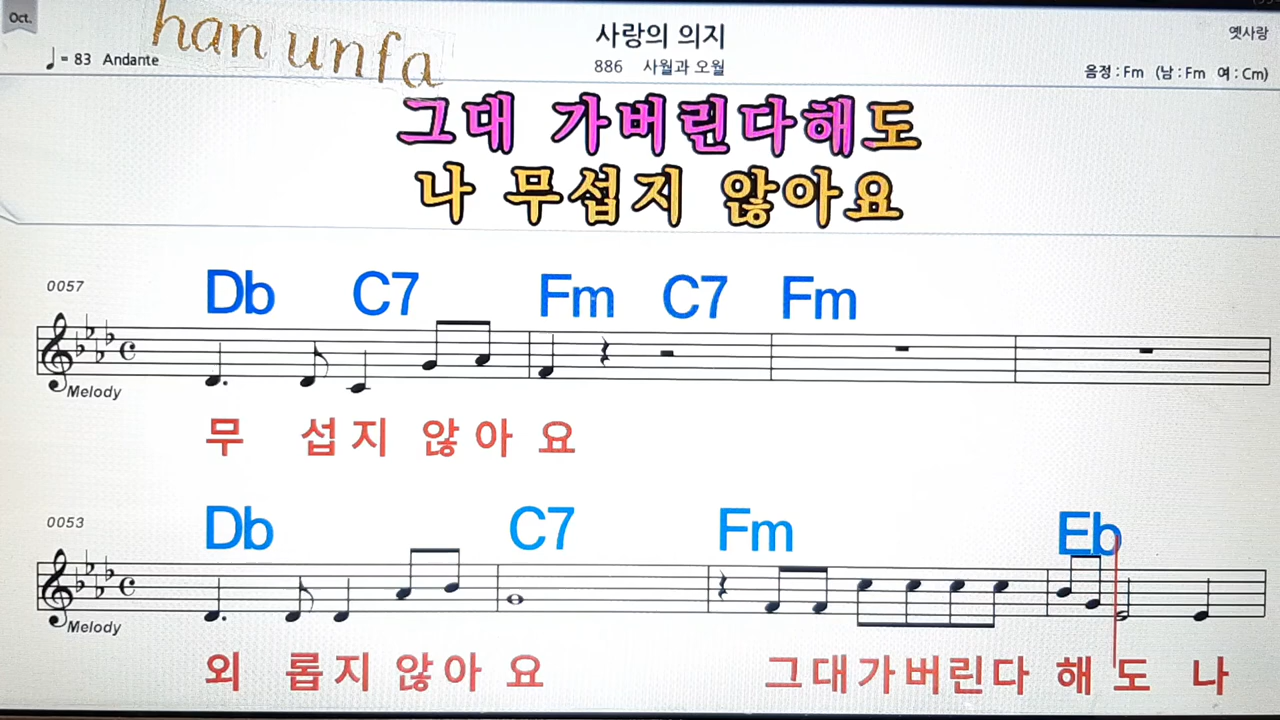 Oct.
han unfa
사랑의 의지
옛사랑
♩ = 83 Andante
886 사월과 오월
음정 : Fm (남 : Fm 여 : Cm)
그대 가버린다해도
나 무섭지 않아요
0057
Db C7 Fm C7 Fm
Melody
무 섭지 않아 요
0053
Db C7 Fm Eb
Melody
외 롭지 않아 요 그대가버린다 해 도 나